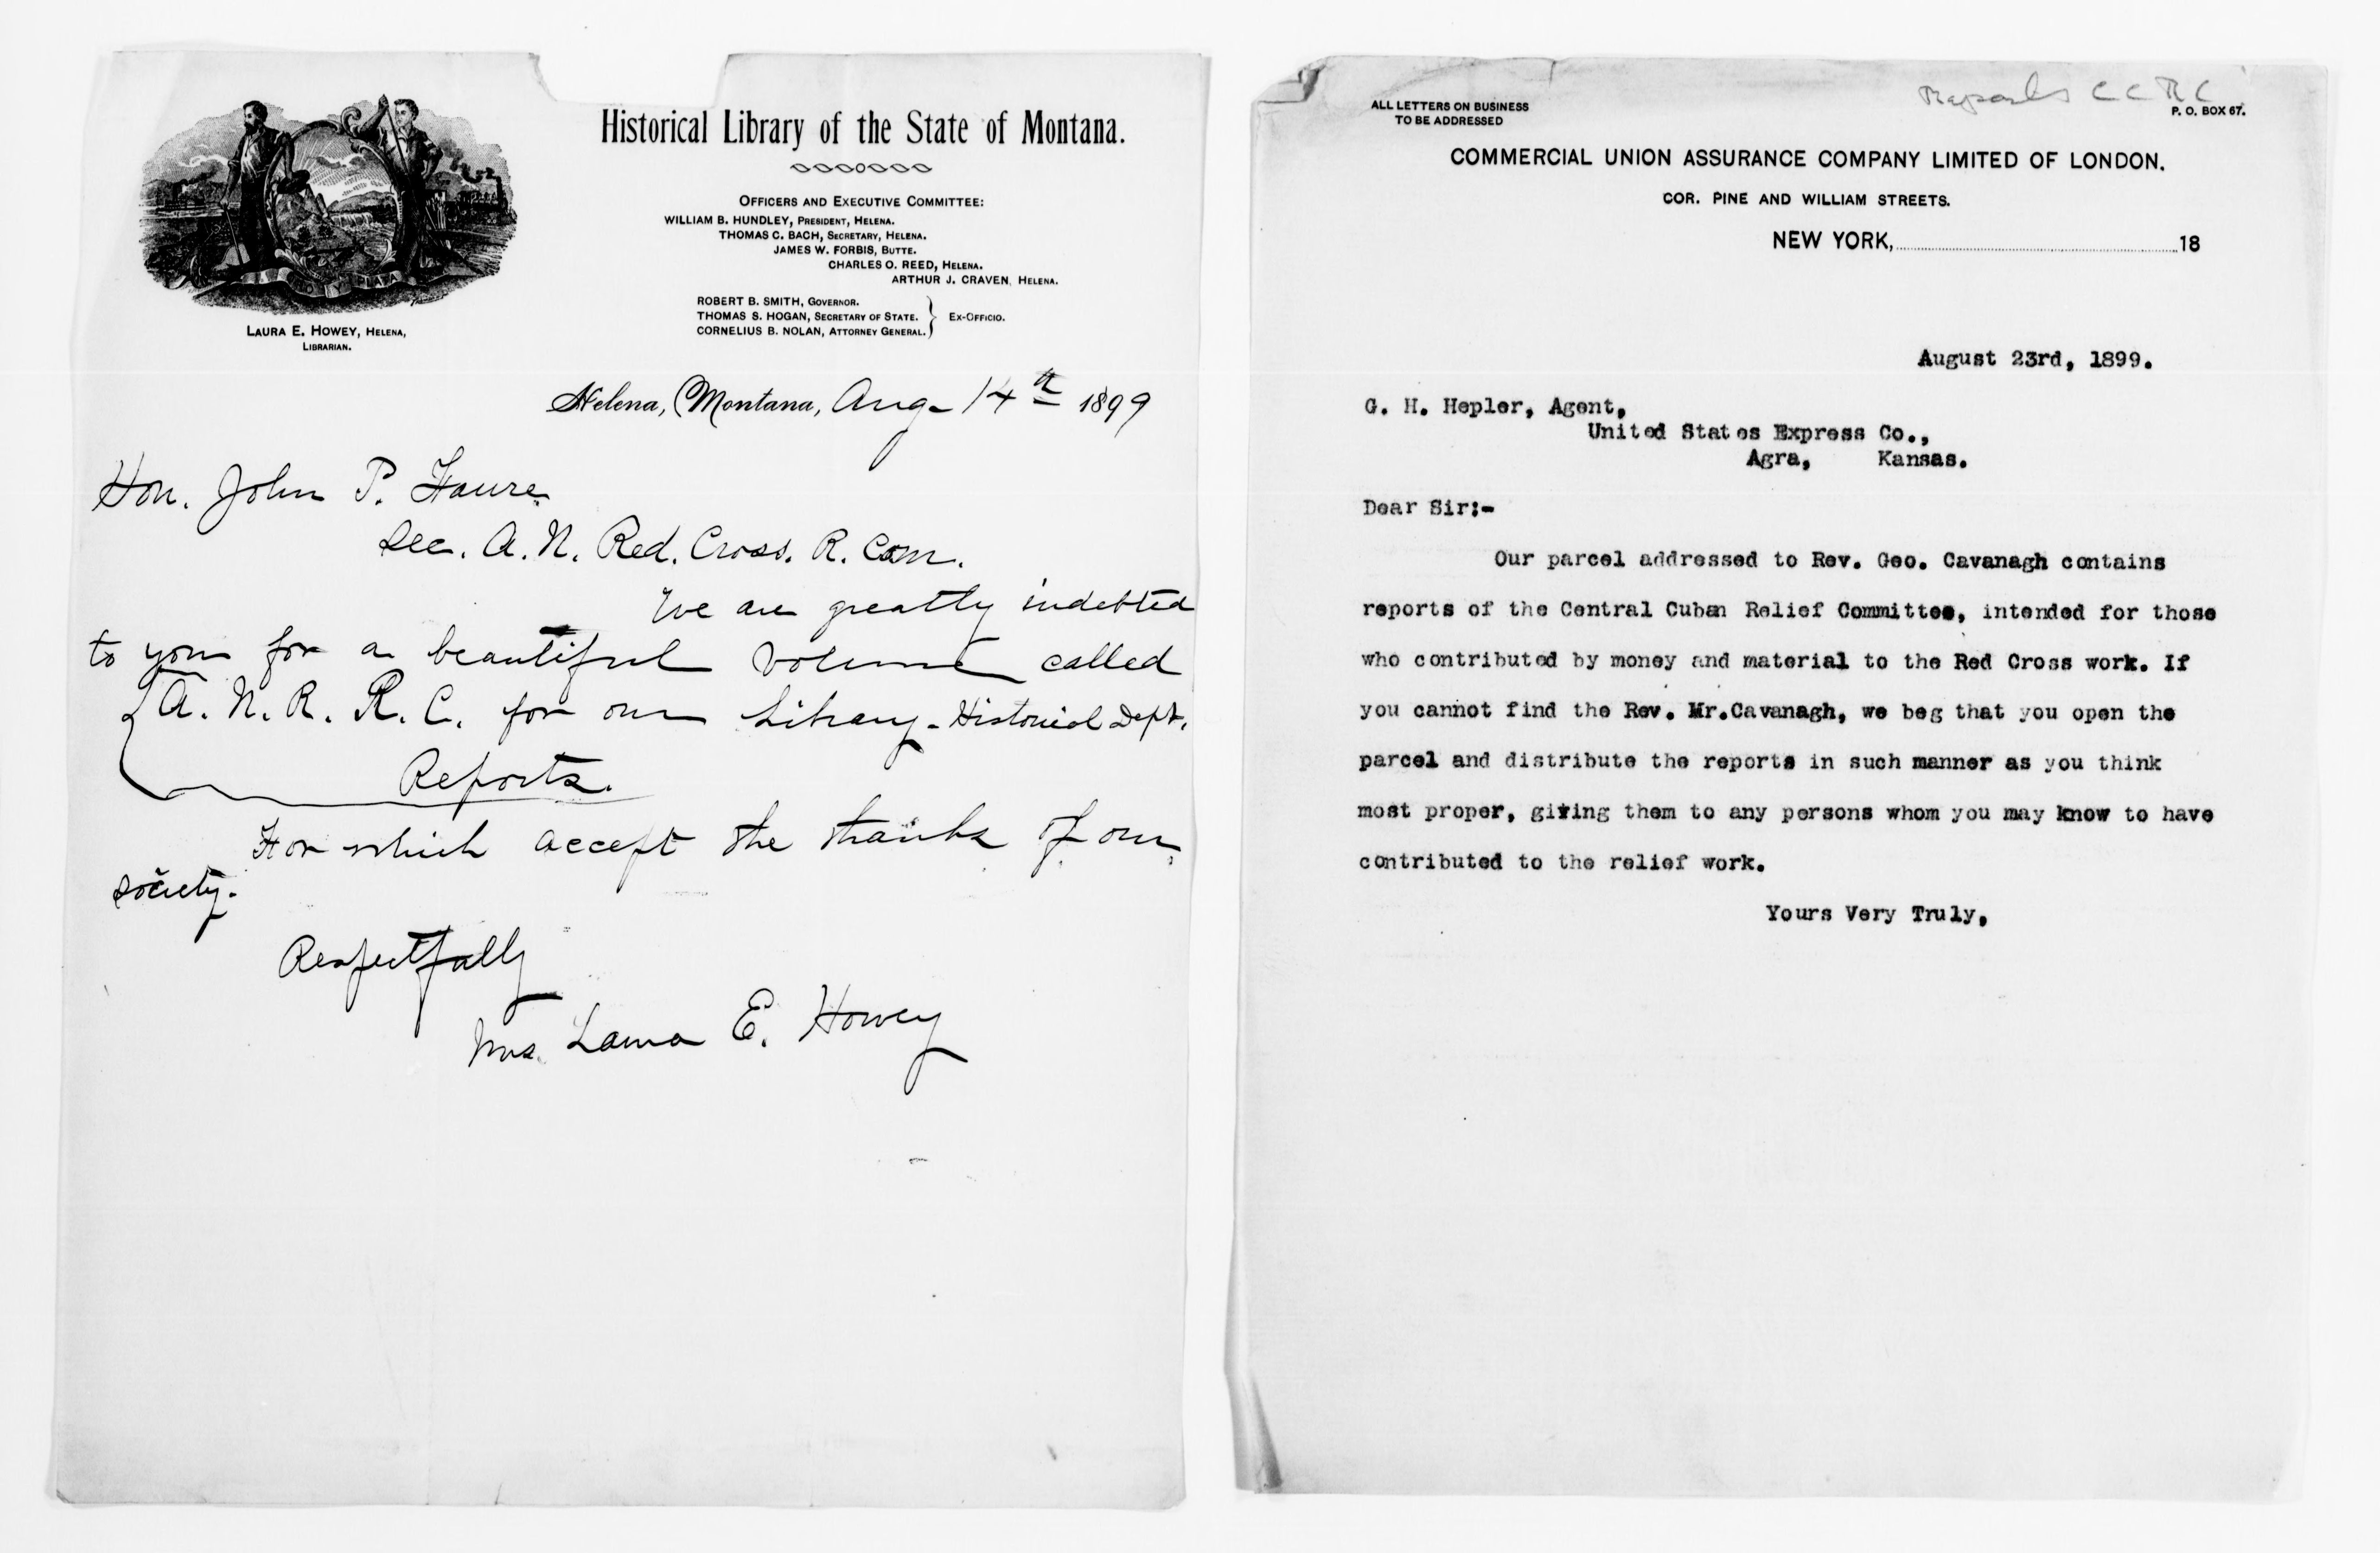 Historical Library of the State of Montana.
OFFICERS AND EXECUTIVE COMMITTEE:
WILLIAM B. HUNDLEY, PRESIDENT, HELENA.
THOMAS C. BACH, SECRETARY, HELENA.
JAMES W. FORBIS, BUTTE.
CHARLES O. REED, HELENA.
ARTHUR J. CRAVEN, HELENA.
ROBERT B. SMITH, GOVERNOR.
THOMAS S. HOGAN, SECRETARY OF STATE.
CORNELIUS B. NOLAN, ATTORNEY GENERAL.
EX-OFFICIO.
LAURA E. HOWEY, HELENA,
LIBRARIAN.
Helena, Montana, Aug 14th 1899
Hon. John P. Faure.
Sec. A. N. Red. Cross. R. Com.
We are greatly indebted
to you for a beautiful volume called
A. N. R. R. C. for our Library - Historical Dept.
Reports.
For which accept the thanks of our
society.
Respectfully
Mrs. Laura E. Howey
Reports C C R C
ALL LETTERS ON BUSINESS
TO BE ADDRESSED
P. O. BOX 67.
COMMERCIAL UNION ASSURANCE COMPANY LIMITED OF LONDON.
COR. PINE AND WILLIAM STREETS.
NEW YORK, 18
August 23rd, 1899.
G. H. Hepler, Agent,
United States Express Co.,
Agra, Kansas.
Dear Sir:-
Our parcel addressed to Rev. Geo. Cavanagh contains
reports of the Central Cuban Relief Committee, intended for those
who contributed by money and material to the Red Cross work. If
you cannot find the Rev. Mr.Cavanagh, we beg that you open the
parcel and distribute the reports in such manner as you think
most proper, giving them to any persons whom you may know to have
contributed to the relief work.
Yours Very Truly,